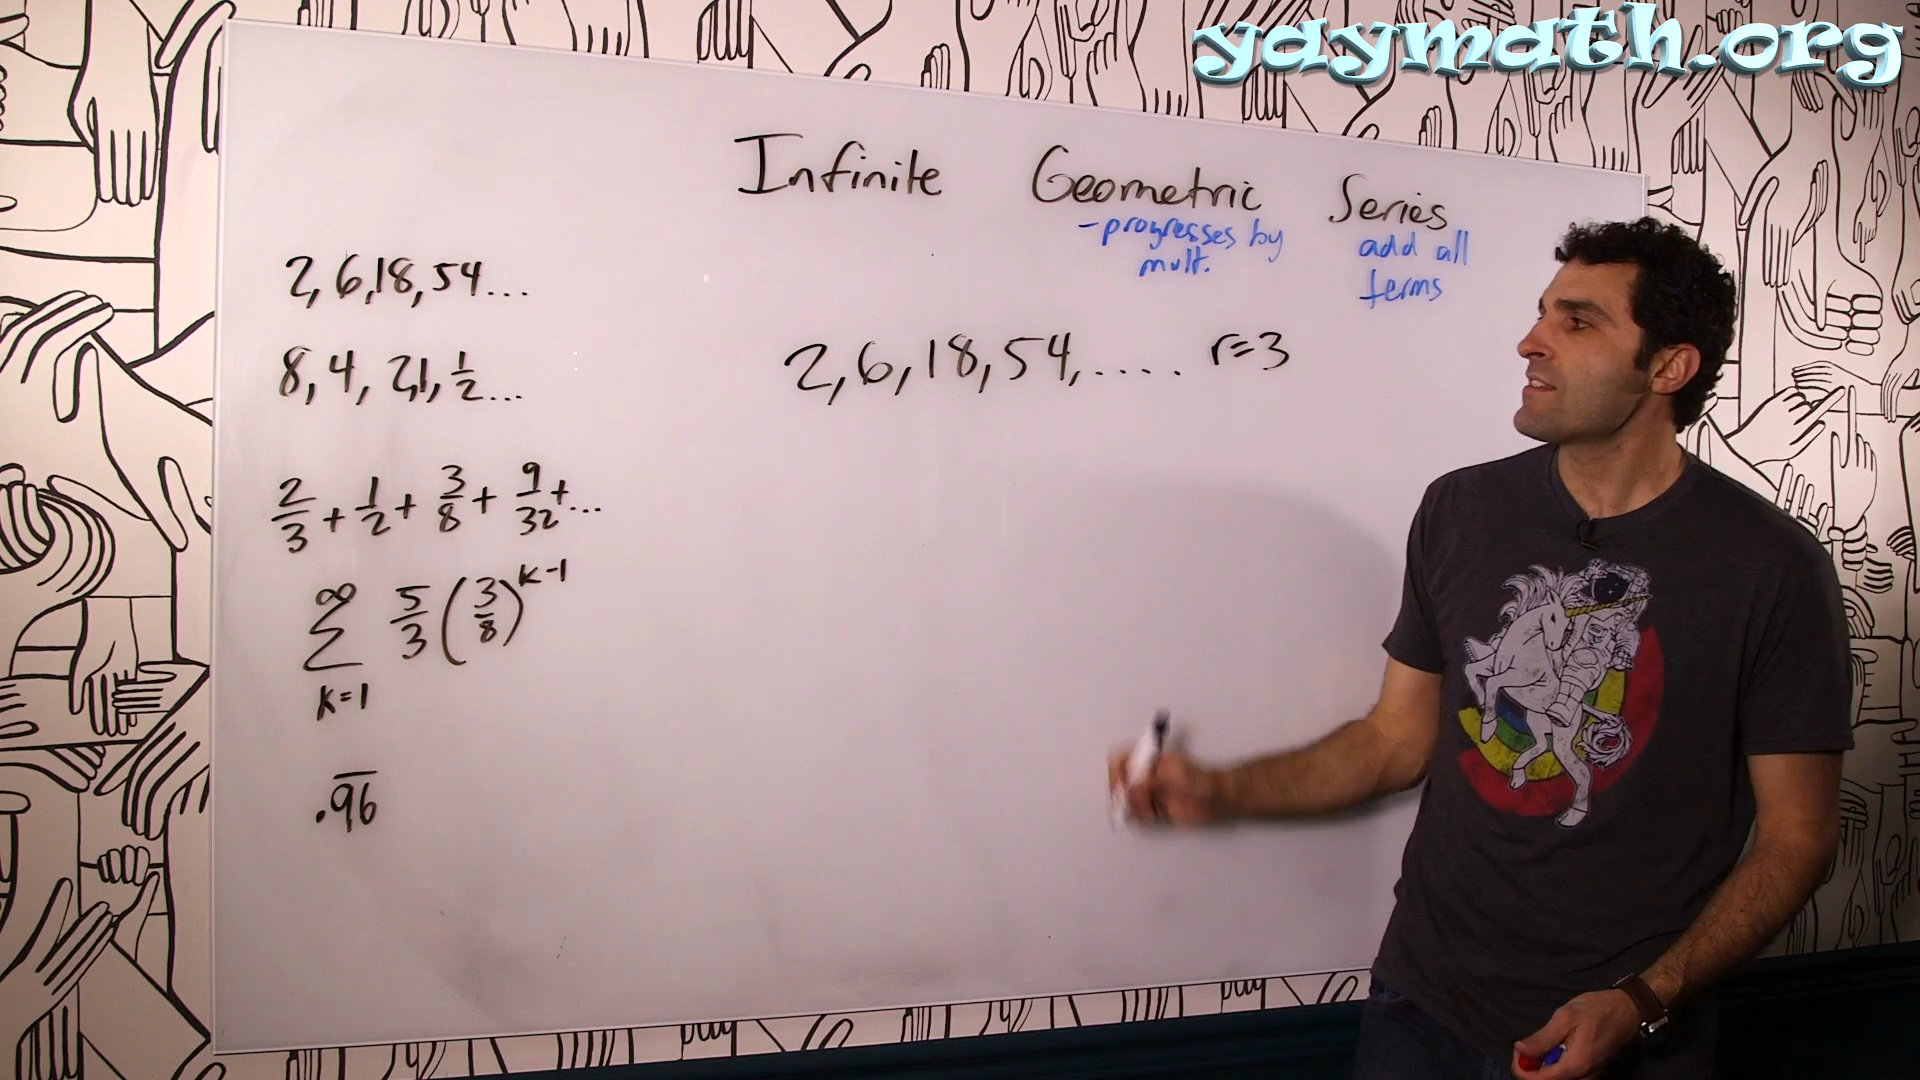 yaymath.org
Infinite Geometric Series
-progresses by
mult.
add all
terms
2, 6, 18, 54...
8, 4, 2, 1, 1/2...
2/3 + 1/2 + 3/8 + 9/32 + ...
∞
Σ 5/3 (3/8)^k-1
k=1
.9̅6̅
2, 6, 18, 54, ..... r=3